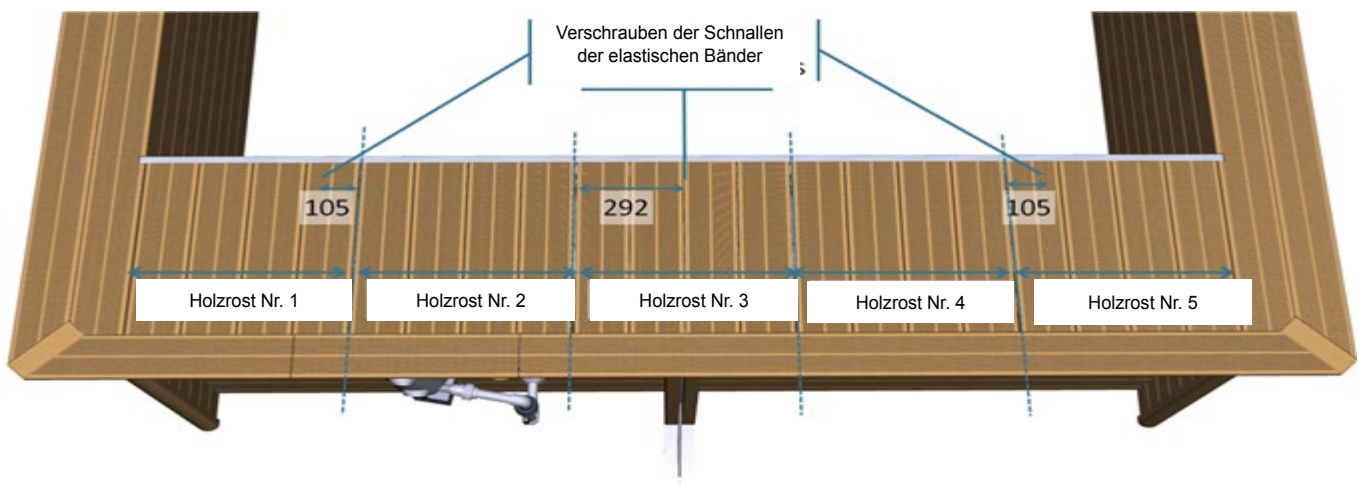 Verschrauben der Schnallen
der elastischen Bänder
105
292
105
Holzrost Nr. 1
Holzrost Nr. 2
Holzrost Nr. 3
Holzrost Nr. 4
Holzrost Nr. 5